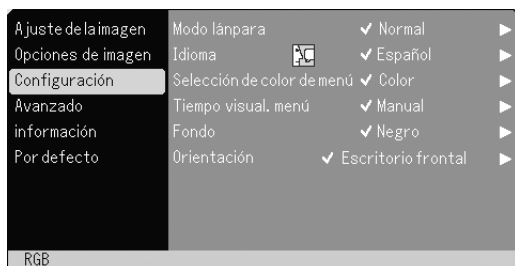 Ajuste de la imagen
Opciones de imagen
Configuración
Avanzado
información
Por defecto
Modo lánpara ✓ Normal ▶
Idioma ✓ Español ▶
Selección de color de menú ✓ Color ▶
Tiempo visual. menú ✓ Manual ▶
Fondo ✓ Negro ▶
Orientación ✓ Escritorio frontal ▶
RGB